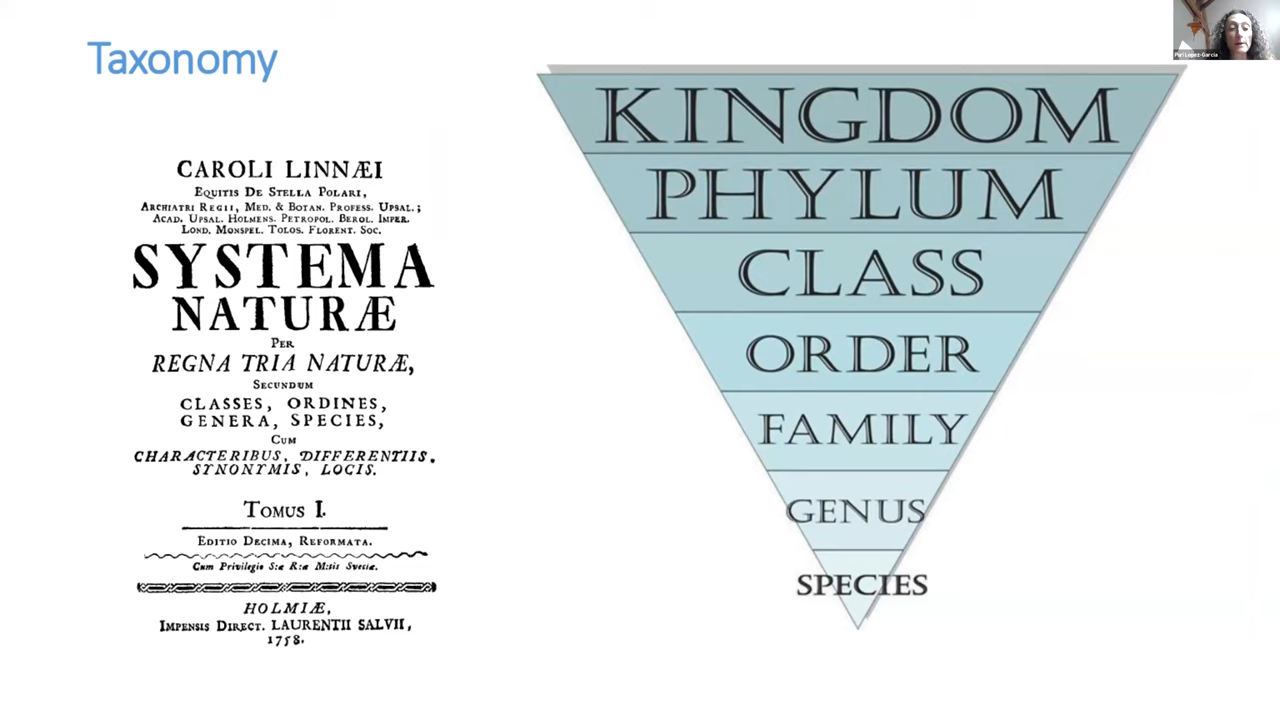 Taxonomy
CAROLI LINNÆI
EQUITIS DE STELLA POLARI,
ARCHIATRI REGII, MED. & BOTAN. PROFESS. UPSAL.;
ACAD. UPSAL. HOLMENS. PETROPOL. BEROL. IMPER.
LOND. MONSPEL. TOLOS. FLORENT. SOC.
SYSTEMA
NATURÆ
PER
REGNA TRIA NATURÆ,
SECUNDUM
CLASSES, ORDINES,
GENERA, SPECIES,
CUM
CHARACTERIBUS, DIFFERENTIIS.
SYNONYMIS, LOCIS.
TOMUS I.
EDITIO DECIMA, REFORMATA.
Cum Privilegio S:æ R:æ M:tis Sveciæ.
HOLMIÆ,
IMPENSIS DIRECT. LAURENTII SALVII,
1758.
KINGDOM
PHYLUM
CLASS
ORDER
FAMILY
GENUS
SPECIES
Puri Lopez-Garcia